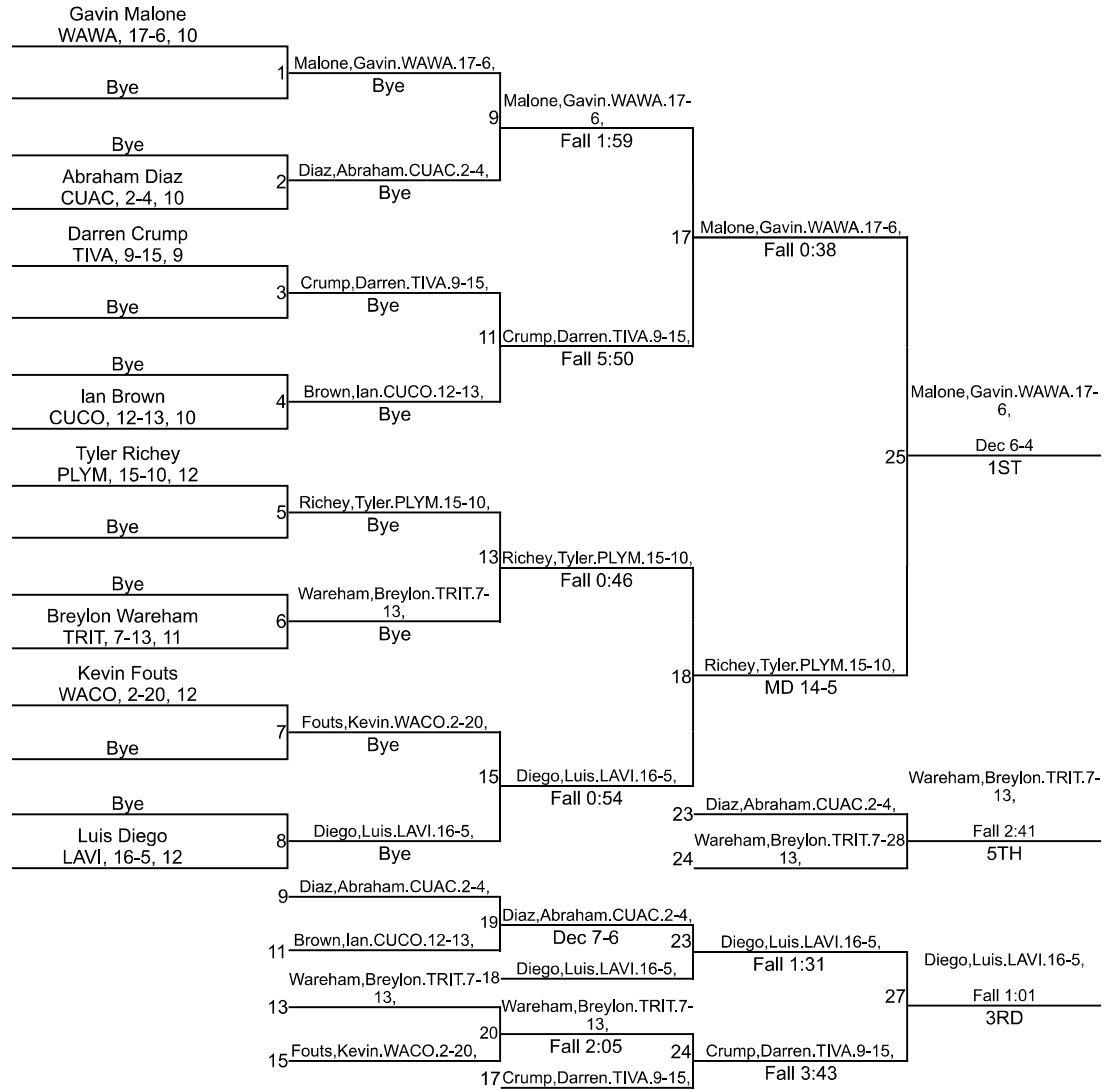 Gavin Malone
WAWA, 17-6, 10
1
Bye
Malone,Gavin.WAWA.17-6,
Bye
Bye
2
Abraham Diaz
CUAC, 2-4, 10
Diaz,Abraham.CUAC.2-4,
Bye
9
Malone,Gavin.WAWA.17-
6,
Fall 1:59
Darren Crump
TIVA, 9-15, 9
3
Bye
Crump,Darren.TIVA.9-15,
Bye
Bye
4
Ian Brown
CUCO, 12-13, 10
Brown,Ian.CUCO.12-13,
Bye
11
Crump,Darren.TIVA.9-15,
Fall 5:50
17
Malone,Gavin.WAWA.17-6,
Fall 0:38
Tyler Richey
PLYM, 15-10, 12
5
Bye
Richey,Tyler.PLYM.15-10,
Bye
Bye
6
Breylon Wareham
TRIT, 7-13, 11
Wareham,Breylon.TRIT.7-
13,
Bye
13
Richey,Tyler.PLYM.15-10,
Fall 0:46
Kevin Fouts
WACO, 2-20, 12
7
Bye
Fouts,Kevin.WACO.2-20,
Bye
Bye
8
Luis Diego
LAVI, 16-5, 12
Diego,Luis.LAVI.16-5,
Bye
15
Diego,Luis.LAVI.16-5,
Fall 0:54
18
Richey,Tyler.PLYM.15-10,
MD 14-5
25
Malone,Gavin.WAWA.17-
6,
Dec 6-4
1ST
23
Diaz,Abraham.CUAC.2-4,
24
Wareham,Breylon.TRIT.7-
13,
28
Wareham,Breylon.TRIT.7-
13,
Fall 2:41
5TH
9
Diaz,Abraham.CUAC.2-4,
11
Brown,Ian.CUCO.12-13,
19
Diaz,Abraham.CUAC.2-4,
Dec 7-6
18
Diego,Luis.LAVI.16-5,
23
Diego,Luis.LAVI.16-5,
Fall 1:31
13
Wareham,Breylon.TRIT.7-
13,
15
Fouts,Kevin.WACO.2-20,
20
Wareham,Breylon.TRIT.7-
13,
Fall 2:05
17
Crump,Darren.TIVA.9-15,
24
Crump,Darren.TIVA.9-15,
Fall 3:43
27
Diego,Luis.LAVI.16-5,
Fall 1:01
3RD